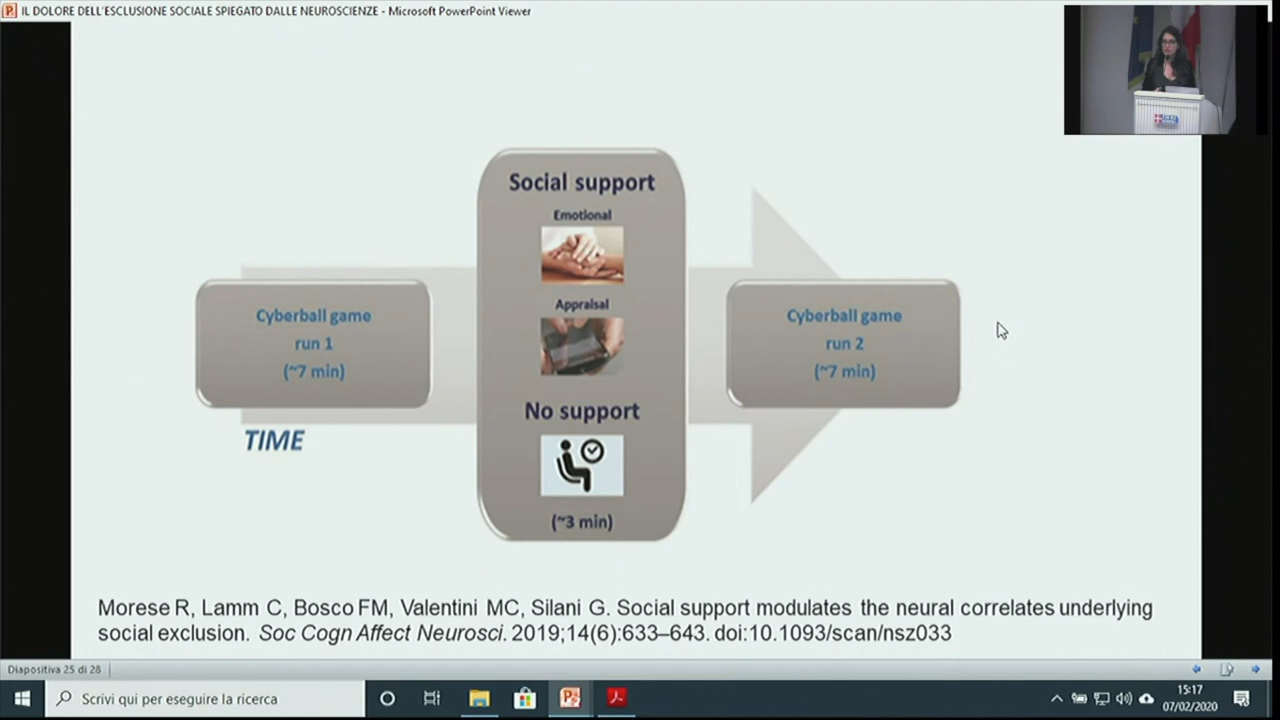 IL DOLORE DELL'ESCLUSIONE SOCIALE SPIEGATO DALLE NEUROSCIENZE - Microsoft PowerPoint Viewer
Social support
Emotional
Appraisal
No support
(~3 min)
Cyberball game
run 1
(~7 min)
Cyberball game
run 2
(~7 min)
TIME
Morese R, Lamm C, Bosco FM, Valentini MC, Silani G. Social support modulates the neural correlates underlying
social exclusion. Soc Cogn Affect Neurosci. 2019;14(6):633–643. doi:10.1093/scan/nsz033
Diapositiva 25 di 28
Scrivi qui per eseguire la ricerca
15:17
07/02/2020